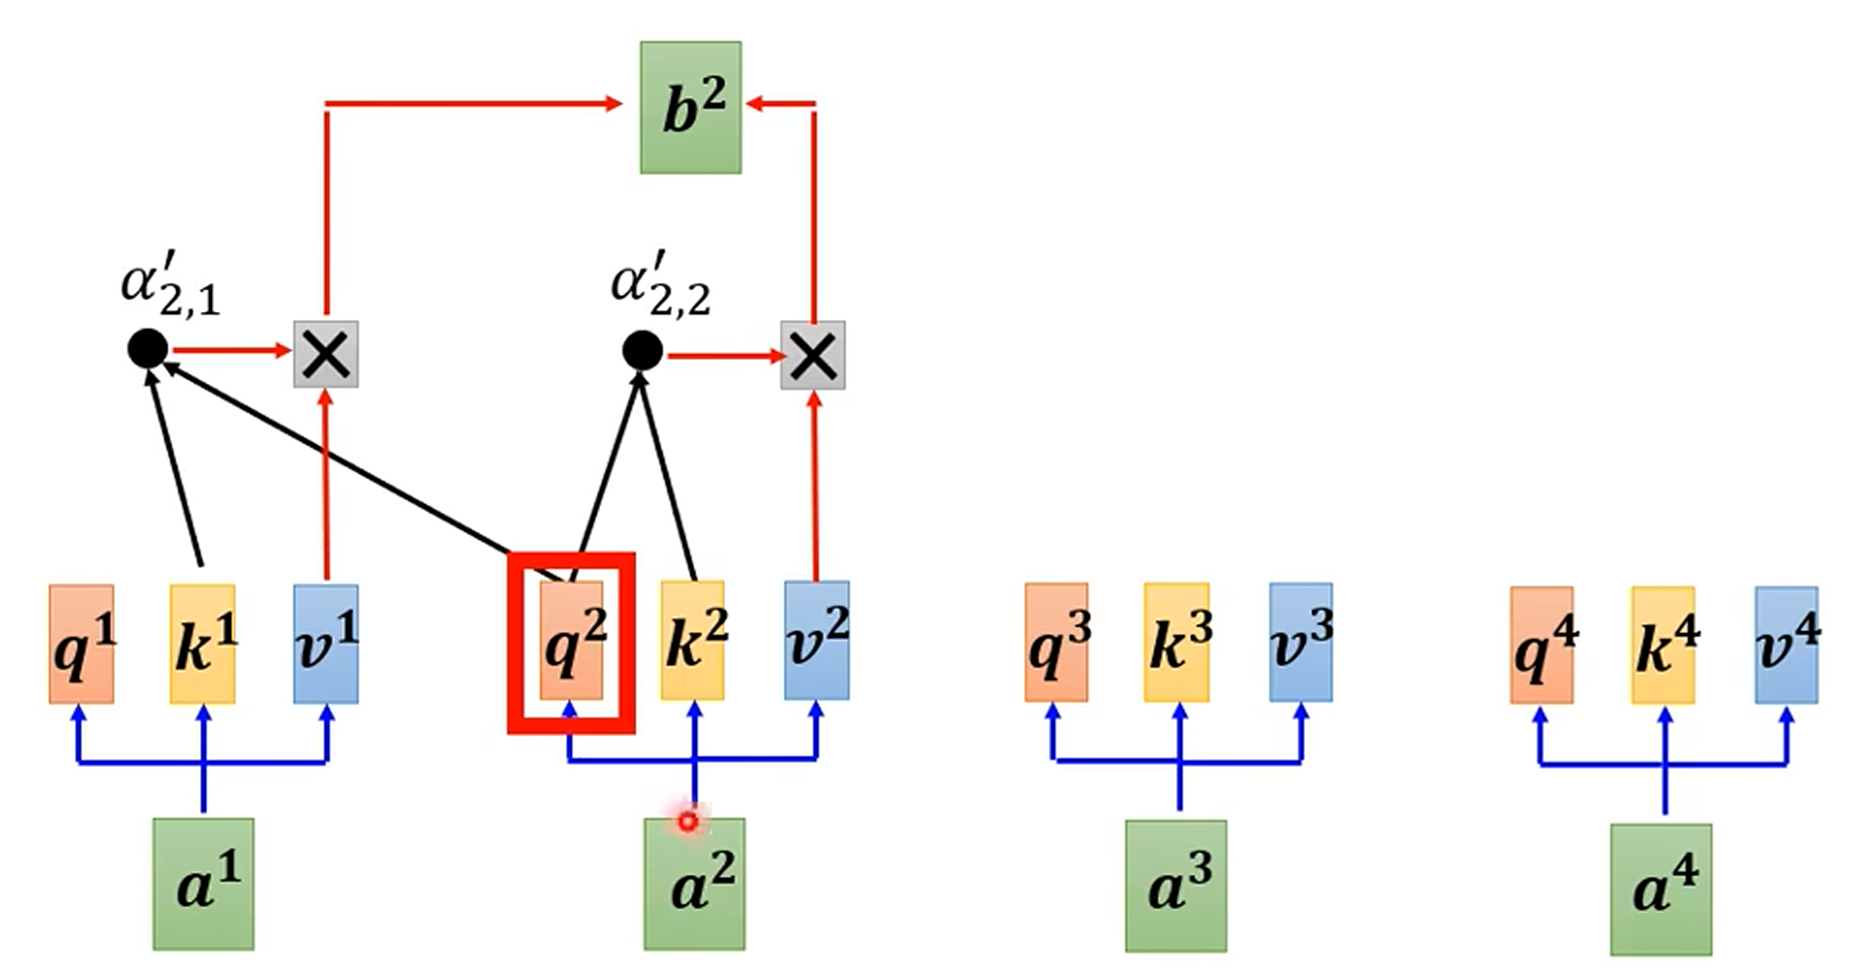 b²
α′₂,₁ α′₂,₂
q¹ k¹ v¹ q² k² v² q³ k³ v³ q⁴ k⁴ v⁴
a¹ a² a³ a⁴